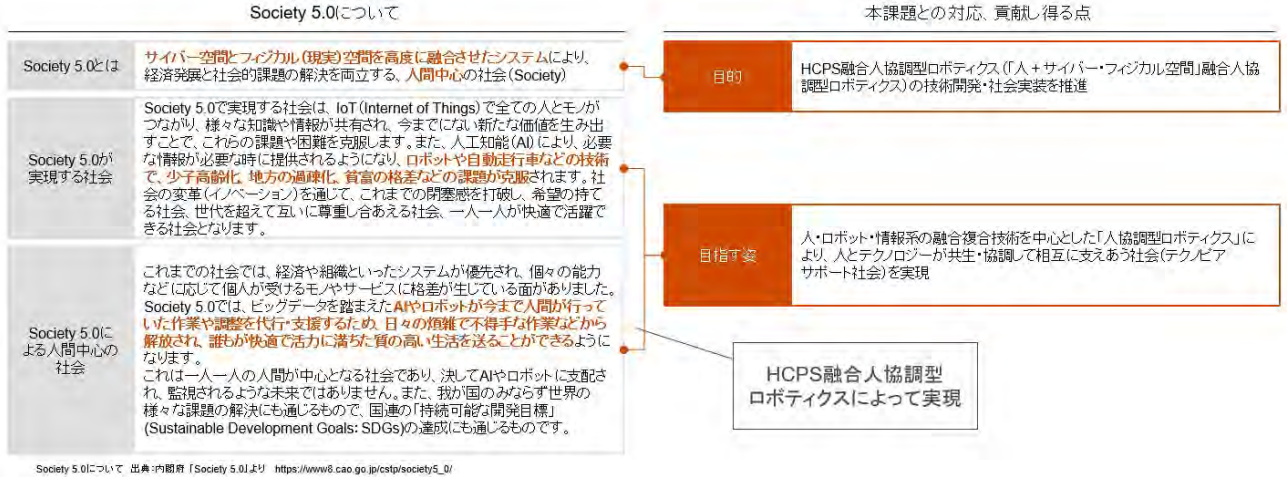 Society 5.0について
Society 5.0とは
サイバー空間とフィジカル（現実）空間を高度に融合させたシステムにより、
経済発展と社会的課題の解決を両立する、人間中心の社会（Society）
Society 5.0が
実現する社会
Society 5.0で実現する社会は、IoT（Internet of Things）で全ての人とモノが
つながり、様々な知識や情報が共有され、今までにない新たな価値を生み出
すことで、これらの課題や困難を克服します。また、人工知能（AI）により、必要
な情報が必要な時に提供されるようになり、ロボットや自動走行車などの技術
で、少子高齢化、地方の過疎化、貧富の格差などの課題が克服されます。社
会の変革（イノベーション）を通じて、これまでの閉塞感を打破し、希望の持て
る社会、世代を超えて互いに尊重し合あえる社会、一人一人が快適で活躍で
きる社会となります。
Society 5.0に
よる人間中心の
社会
これまでの社会では、経済や組織といったシステムが優先され、個々の能力
などに応じて個人が受けるモノやサービスに格差が生じている面がありました。
Society 5.0では、ビッグデータを踏まえたAIやロボットが今まで人間が行って
いた作業や調整を代行・支援するため、日々の煩雑で不得手な作業などから
解放され、誰もが快適で活力に満ちた質の高い生活を送ることができるように
なります。
これは一人一人の人間が中心となる社会であり、決してAIやロボットに支配さ
れ、監視されるような未来ではありません。また、我が国のみならず世界の
様々な課題の解決にも通じるもので、国連の「持続可能な開発目標」
(Sustainable Development Goals: SDGs)の達成にも通じるものです。
Society 5.0について 出典：内閣府「Society 5.0」より https://www8.cao.go.jp/cstp/society5_0/
本課題との対応、貢献し得る点
目的
HCPS融合人協調型ロボティクス（「人＋サイバー・フィジカル空間」融合人協
調型ロボティクス）の技術開発・社会実装を推進
目指す姿
人・ロボット・情報系の融合複合技術を中心とした「人協調型ロボティクス」に
より、人とテクノロジーが共生・協調して相互に支えあう社会（テクノピア
サポート社会）を実現
HCPS融合人協調型
ロボティクスによって実現